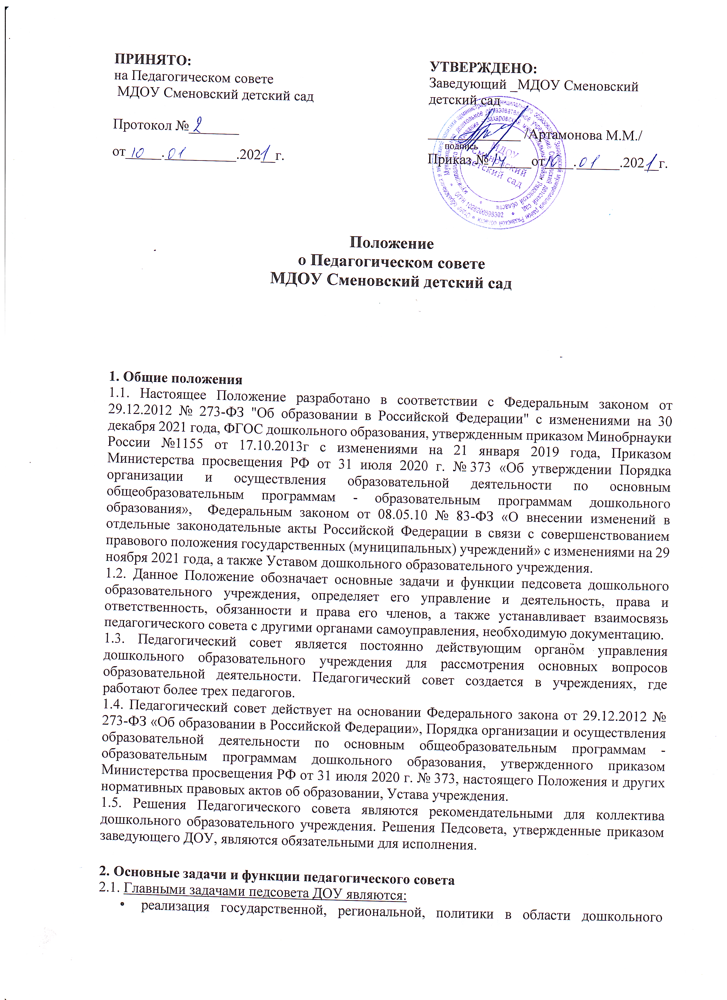 ПРИНЯТО:
на Педагогическом совете
МДОУ Сменовский детский сад
Протокол №2
от 10.01.2021 г.
УТВЕРЖДЕНО:
Заведующий _МДОУ Сменовский
детский сад
/Артамонова М.М./
подпись
Приказ №14 от 10.01.2021 г.
МДОУ
Сменовский
детский сад
ОГРН 1026200598302
Положение
о Педагогическом совете
МДОУ Сменовский детский сад
1. Общие положения
1.1. Настоящее Положение разработано в соответствии с Федеральным законом от
29.12.2012 № 273-ФЗ "Об образовании в Российской Федерации" с изменениями на 30
декабря 2021 года, ФГОС дошкольного образования, утвержденным приказом Минобрнауки
России №1155 от 17.10.2013г с изменениями на 21 января 2019 года, Приказом
Министерства просвещения РФ от 31 июля 2020 г. № 373 «Об утверждении Порядка
организации и осуществления образовательной деятельности по основным
общеобразовательным программам - образовательным программам дошкольного
образования», Федеральным законом от 08.05.10 № 83-ФЗ «О внесении изменений в
отдельные законодательные акты Российской Федерации в связи с совершенствованием
правового положения государственных (муниципальных) учреждений» с изменениями на 29
ноября 2021 года, а также Уставом дошкольного образовательного учреждения.
1.2. Данное Положение обозначает основные задачи и функции педсовета дошкольного
образовательного учреждения, определяет его управление и деятельность, права и
ответственность, обязанности и права его членов, а также устанавливает взаимосвязь
педагогического совета с другими органами самоуправления, необходимую документацию.
1.3. Педагогический совет является постоянно действующим органом управления
дошкольного образовательного учреждения для рассмотрения основных вопросов
образовательной деятельности. Педагогический совет создается в учреждениях, где
работают более трех педагогов.
1.4. Педагогический совет действует на основании Федерального закона от 29.12.2012 №
273-ФЗ «Об образовании в Российской Федерации», Порядка организации и осуществления
образовательной деятельности по основным общеобразовательным программам -
образовательным программам дошкольного образования, утвержденного приказом
Министерства просвещения РФ от 31 июля 2020 г. № 373, настоящего Положения и других
нормативных правовых актов об образовании, Устава учреждения.
1.5. Решения Педагогического совета являются рекомендательными для коллектива
дошкольного образовательного учреждения. Решения Педсовета, утвержденные приказом
заведующего ДОУ, являются обязательными для исполнения.
2. Основные задачи и функции педагогического совета
2.1. Главными задачами педсовета ДОУ являются:
• реализация государственной, региональной, политики в области дошкольного